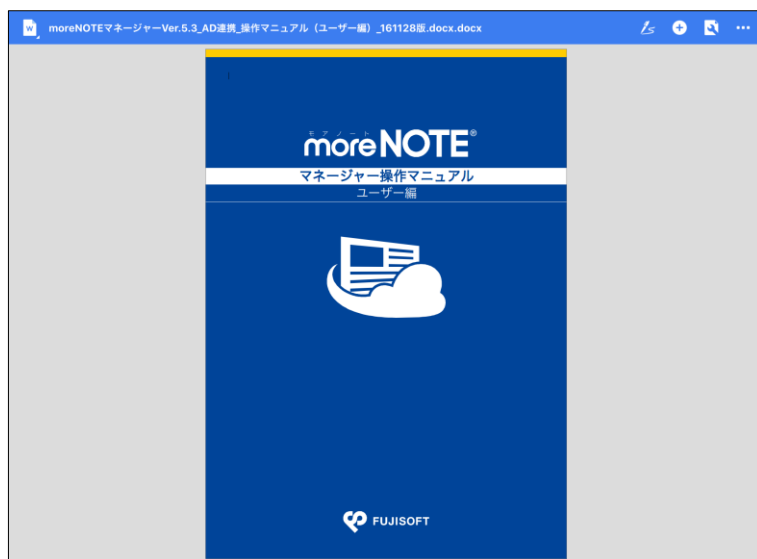 W moreNOTEマネージャーVer.5.3_AD連携_操作マニュアル（ユーザー編）_161128版.docx.docx
モアノート
moreNOTE®
マネージャー操作マニュアル
ユーザー編
FUJISOFT